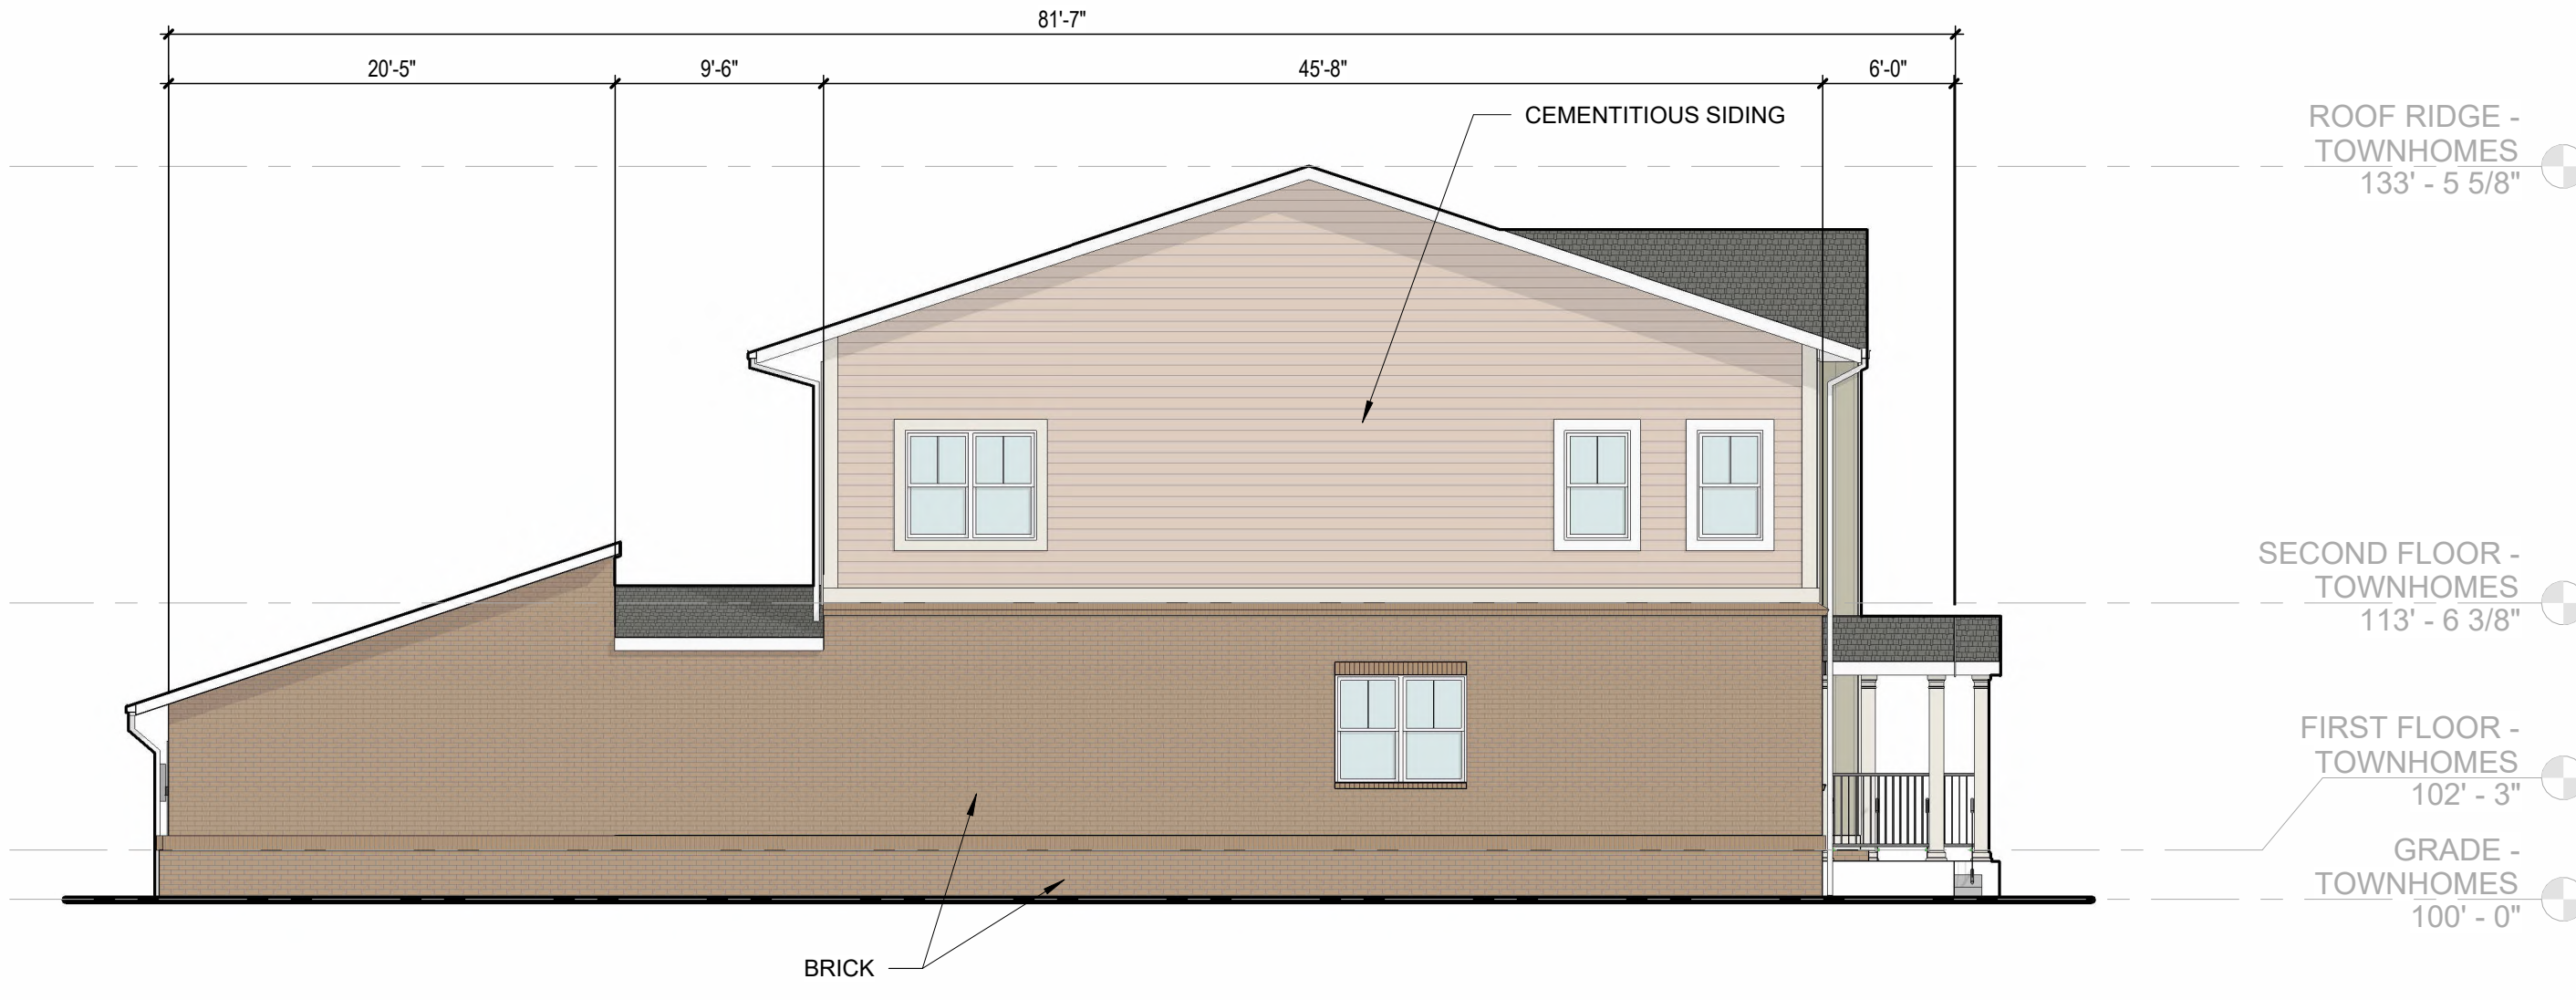 81'-7"
20'-5"
9'-6"
45'-8"
6'-0"
CEMENTITIOUS SIDING
ROOF RIDGE -
TOWNHOMES
133' - 5 5/8"
SECOND FLOOR -
TOWNHOMES
113' - 6 3/8"
FIRST FLOOR -
TOWNHOMES
102' - 3"
GRADE -
TOWNHOMES
100' - 0"
BRICK